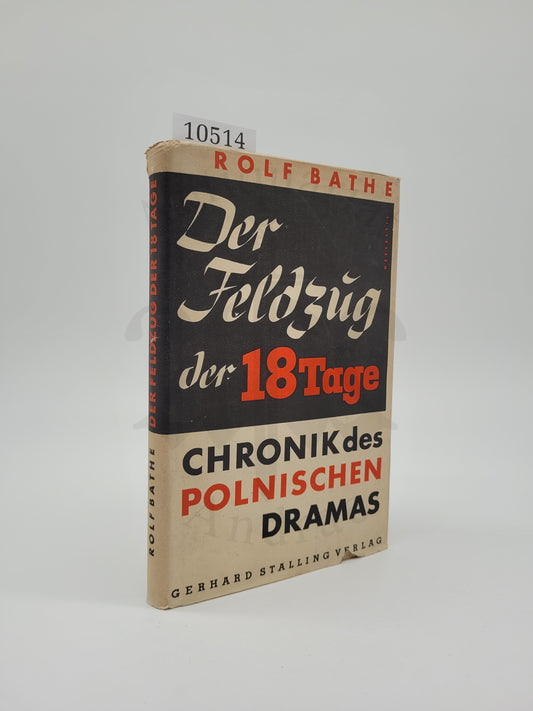 10514
ROLF BATHE
Der
Feldzug
der 18 Tage
CHRONIK des
POLNISCHEN
DRAMAS
GERHARD STALLING VERLAG
ROLF BATHE DER FELDZUG DER 18 TAGE